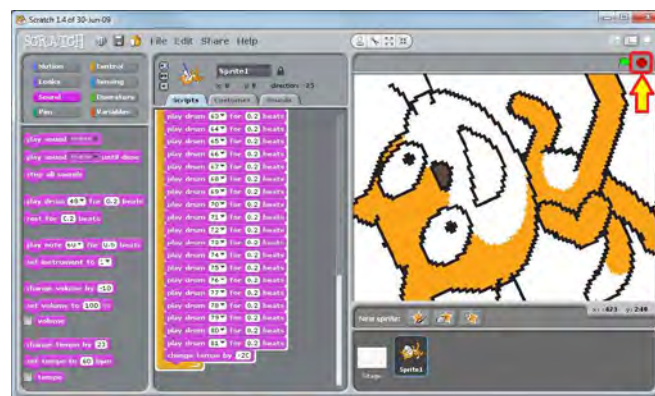 Scratch 1.4 of 30-Jun-09
SCRATCH
File Edit Share Help
Motion
Control
Looks
Sensing
Sound
Operators
Pen
Variables
play sound
play sound until done
stop all sounds
play drum for 0.2 beats
rest for 0.2 beats
play note for 0.5 beats
set instrument to
change volume by -10
set volume to 100
volume
change tempo by
set tempo to 60 bpm
tempo
Sprite1
direction:
Scripts Costumes Sounds
play drum 63 for 0.2 beats
play drum 64 for 0.2 beats
play drum 65 for 0.2 beats
play drum 66 for 0.2 beats
play drum 67 for 0.2 beats
play drum 68 for 0.2 beats
play drum 69 for 0.2 beats
play drum 70 for 0.2 beats
play drum 71 for 0.2 beats
play drum 72 for 0.2 beats
play drum 73 for 0.2 beats
play drum 74 for 0.2 beats
play drum 75 for 0.2 beats
play drum 76 for 0.2 beats
play drum 77 for 0.2 beats
play drum 78 for 0.2 beats
play drum 79 for 0.2 beats
play drum 80 for 0.2 beats
play drum 81 for 0.2 beats
change tempo by -20
New sprite:
Stage
Sprite1